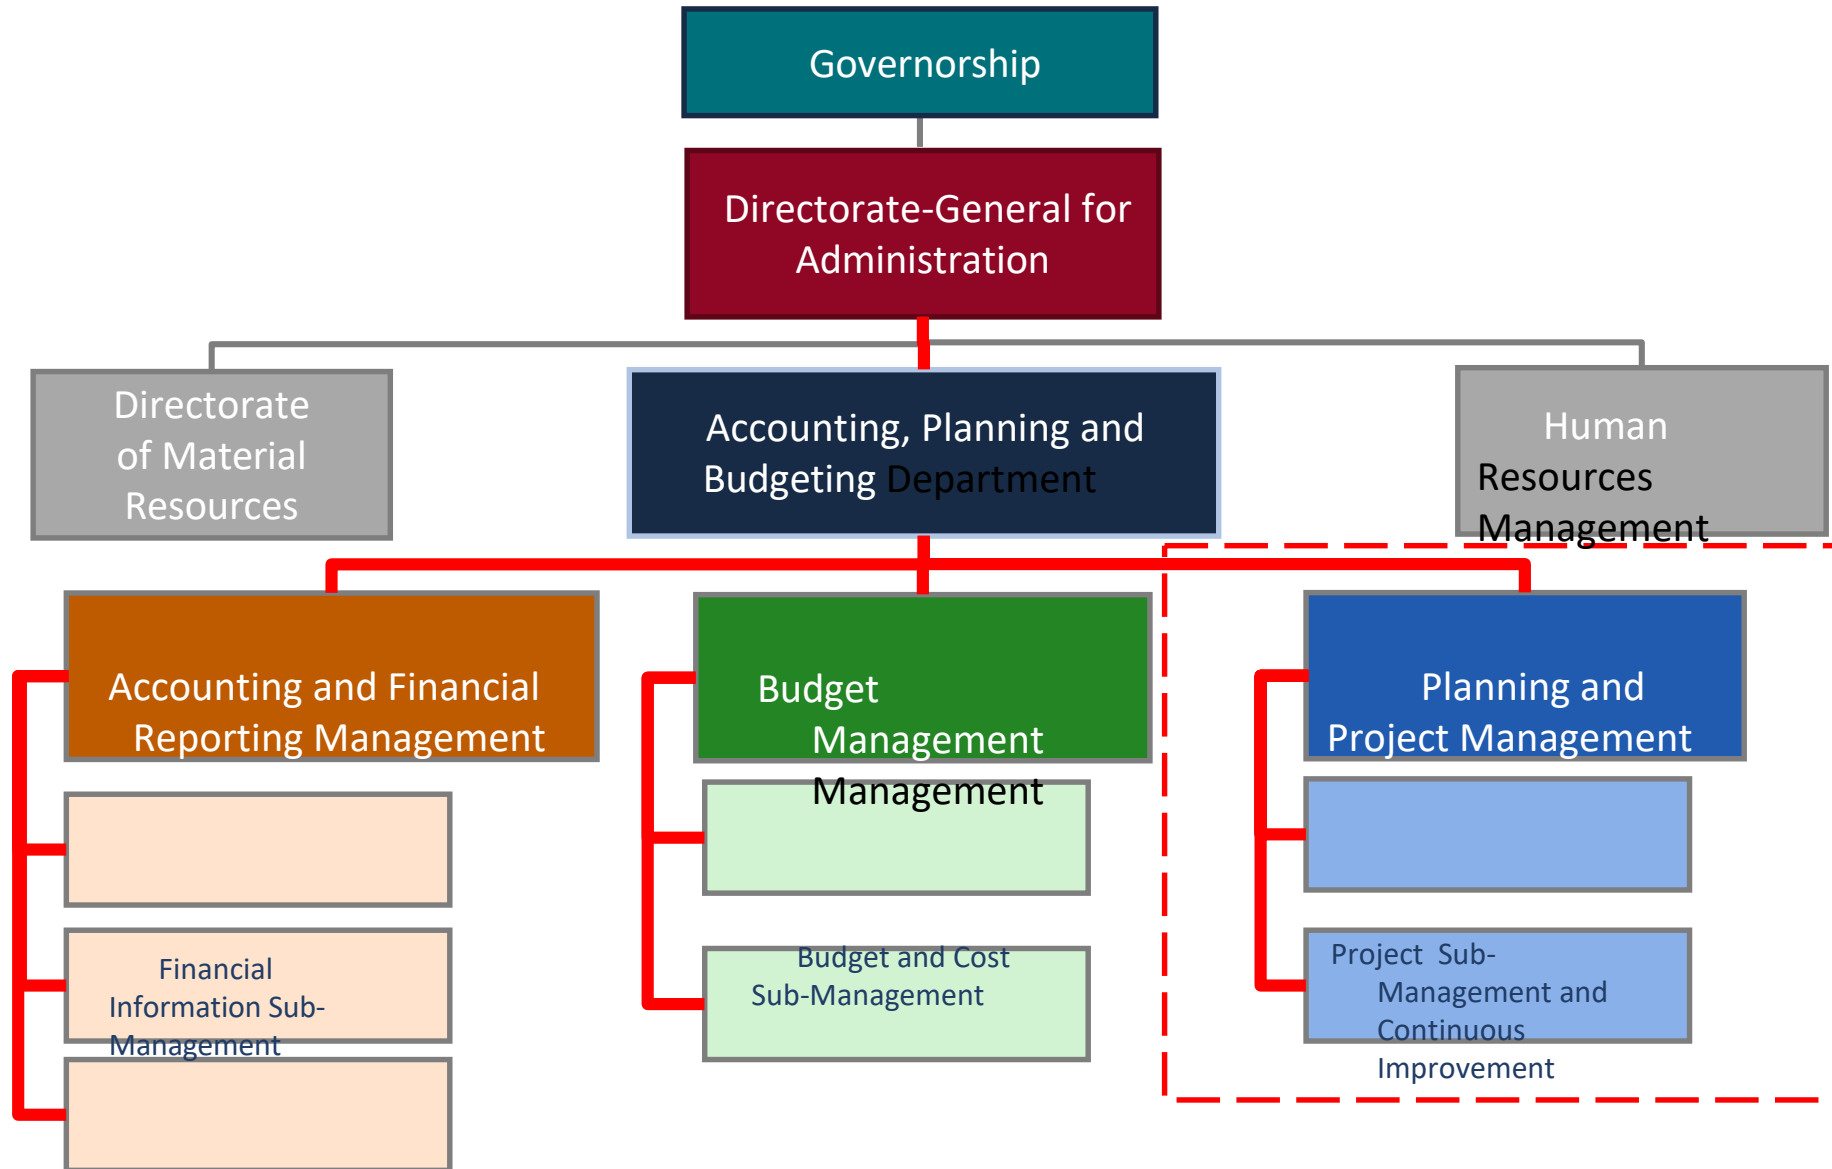 Governorship
Directorate-General for
Administration
Directorate
of Material
Resources
Accounting, Planning and
Budgeting Department
Human
Resources
Management
Accounting and Financial
Reporting Management
Budget
Management
Management
Planning and
Project Management
Financial
Information Sub-
Management
Budget and Cost
Sub-Management
Project Sub-
Management and
Continuous
Improvement